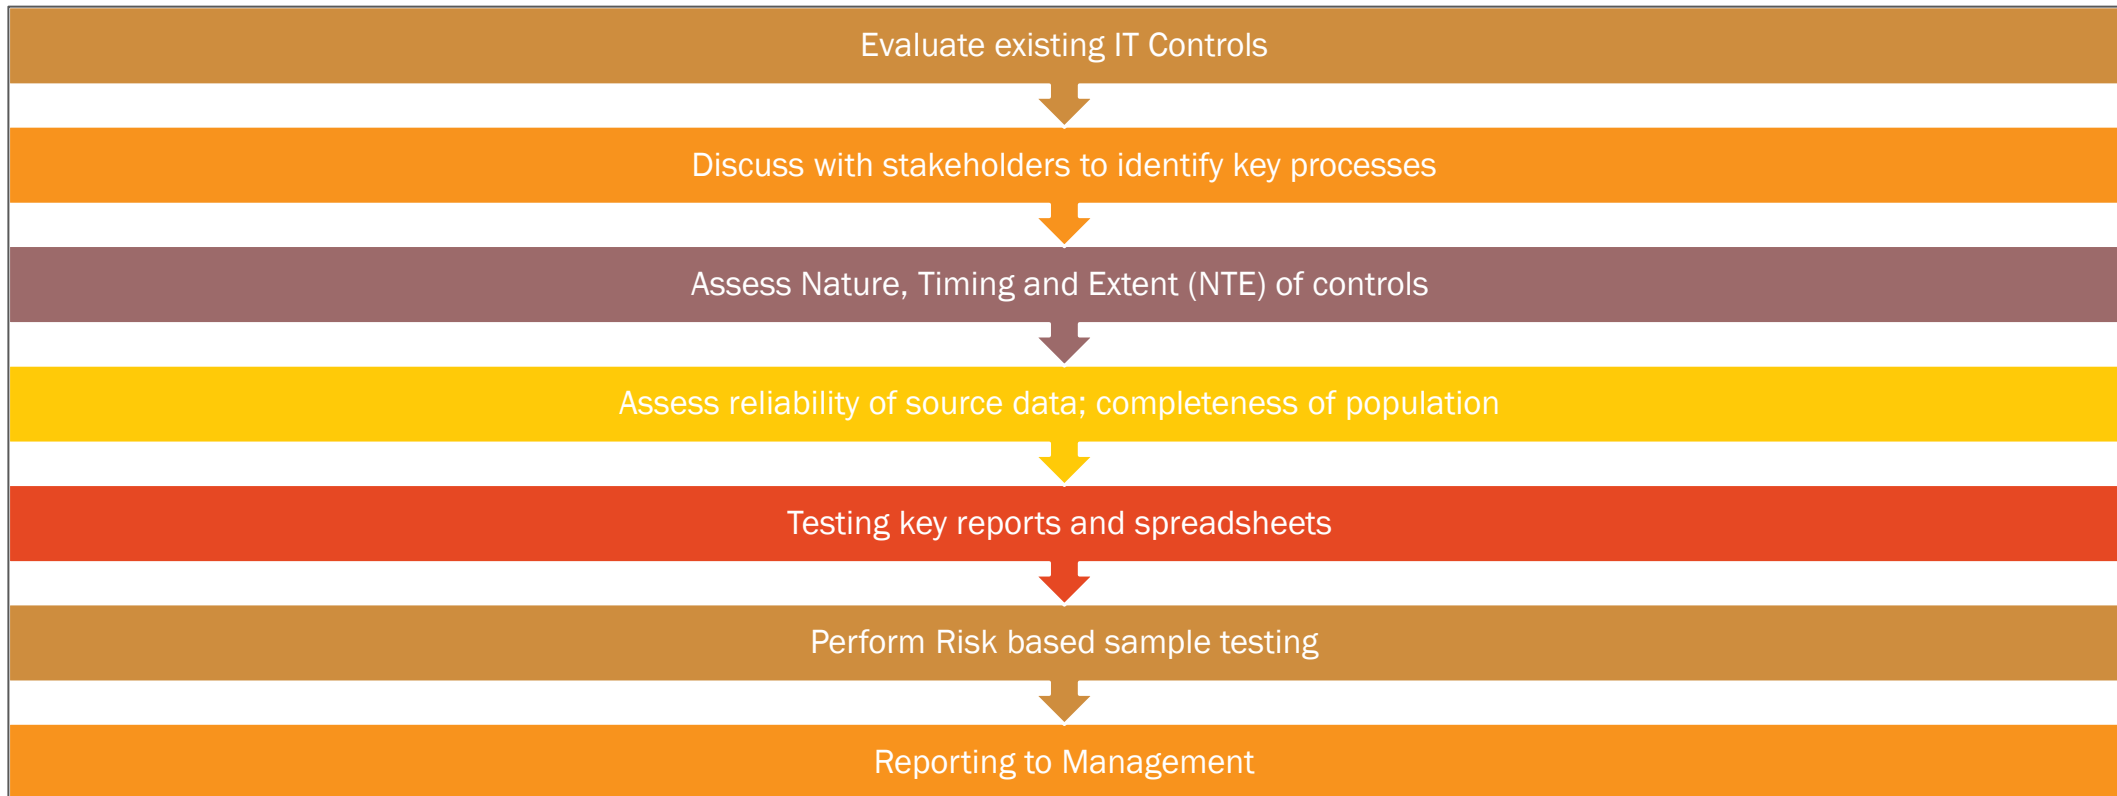 Evaluate existing IT Controls
Discuss with stakeholders to identify key processes
Assess Nature, Timing and Extent (NTE) of controls
Assess reliability of source data; completeness of population
Testing key reports and spreadsheets
Perform Risk based sample testing
Reporting to Management